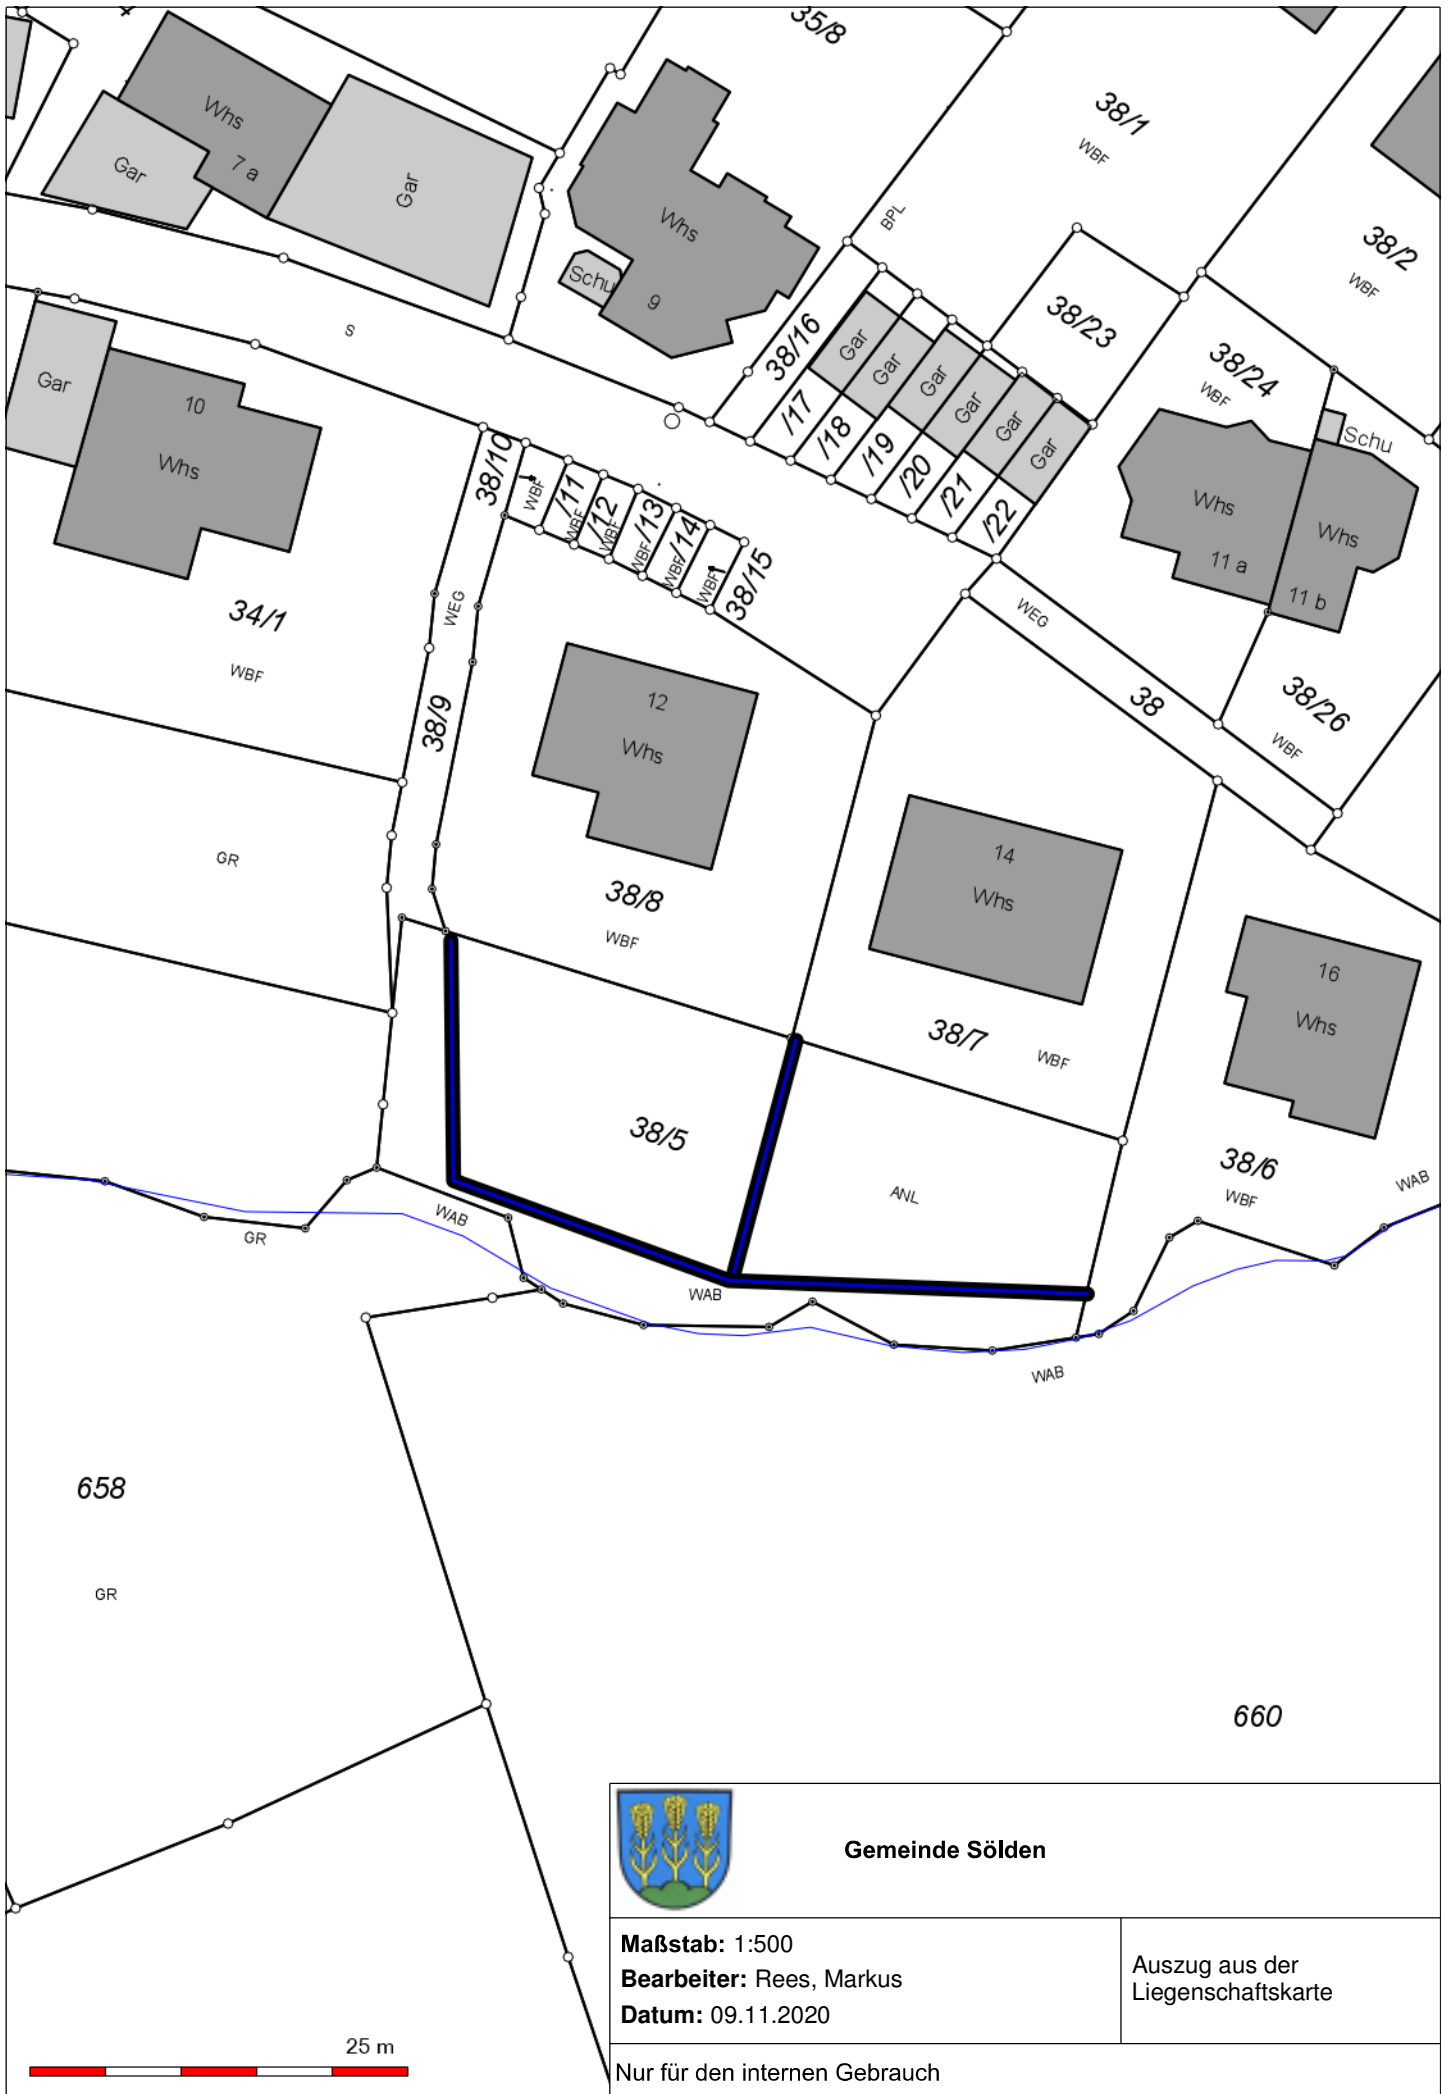 35/8
38/1
WBF
Whs
7 a
Gar
Gar
Whs
9
Schu
BPL
38/2
WBF
S
38/16
38/23
38/24
WBF
Gar
Gar
Gar
Gar
Gar
Gar
/17
/18
/19
/20
/21
/22
Gar
10
Whs
38/10
WBF
/11
WBF
/12
WBF
/13
WBF
/14
WBF
38/15
WBF
Schu
Whs
11 a
Whs
11 b
34/1
WBF
WEG
38/9
WEG
38
38/26
WBF
12
Whs
14
Whs
GR
38/8
WBF
16
Whs
38/7
WBF
38/5
38/6
WBF
WAB
ANL
WAB
GR
WAB
WAB
658
GR
660
Gemeinde Sölden
Maßstab: 1:500
Bearbeiter: Rees, Markus
Datum: 09.11.2020
Auszug aus der
Liegenschaftskarte
25 m
Nur für den internen Gebrauch